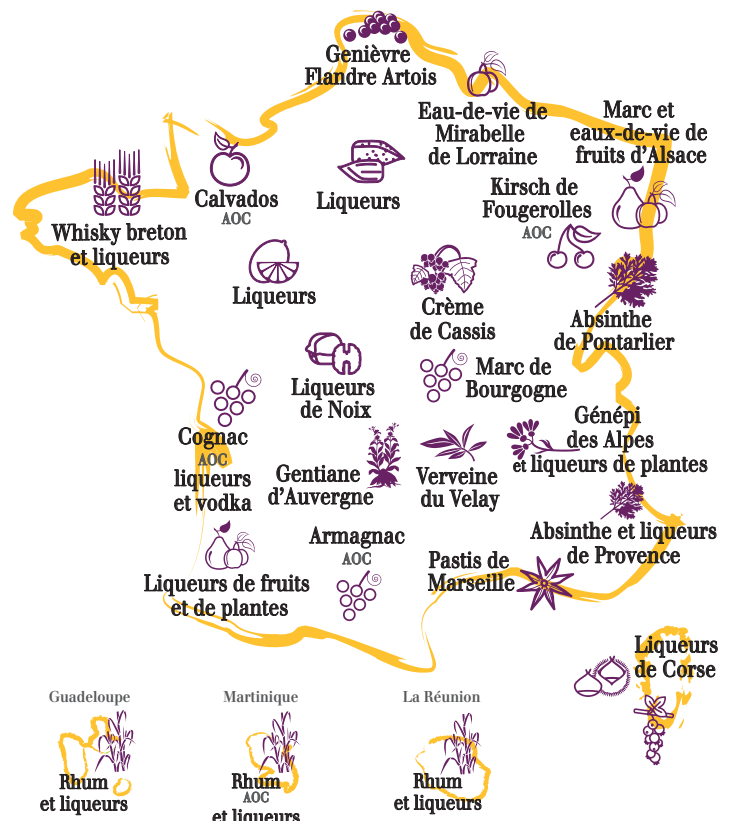 Genièvre
Flandre Artois
Eau-de-vie de
Mirabelle
de Lorraine
Marc et
eaux-de-vie de
fruits d'Alsace
Calvados
AOC
Liqueurs
Kirsch de
Fougerolles
AOC
Whisky breton
et liqueurs
Liqueurs
Crème
de Cassis
Absinthe
de Pontarlier
Liqueurs
de Noix
Marc de
Bourgogne
Cognac
AOC
liqueurs
et vodka
Gentiane
d'Auvergne
Verveine
du Velay
Génépi
des Alpes
et liqueurs de plantes
Absinthe et liqueurs
de Provence
Armagnac
AOC
Liqueurs de fruits
et de plantes
Pastis de
Marseille
Liqueurs
de Corse
Guadeloupe
Rhum
et liqueurs
Martinique
Rhum
AOC
et liqueurs
La Réunion
Rhum
et liqueurs